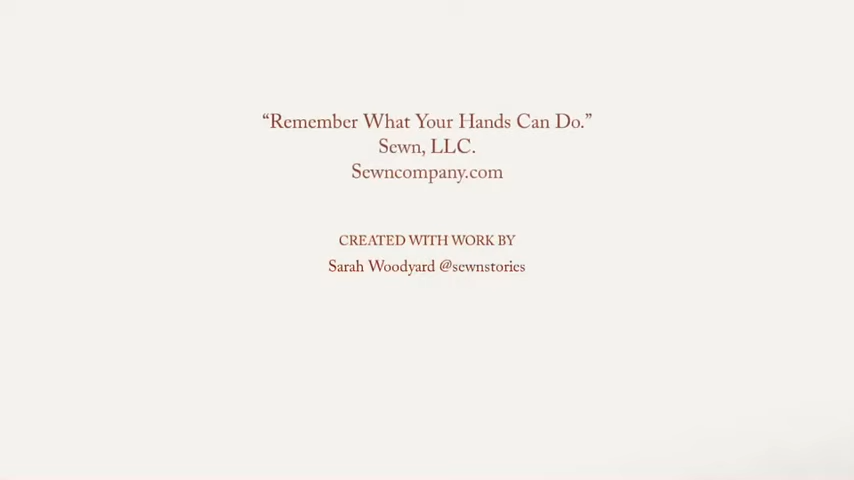 “Remember What Your Hands Can Do.”
Sewn, LLC.
Sewncompany.com
CREATED WITH WORK BY
Sarah Woodyard @sewnstories